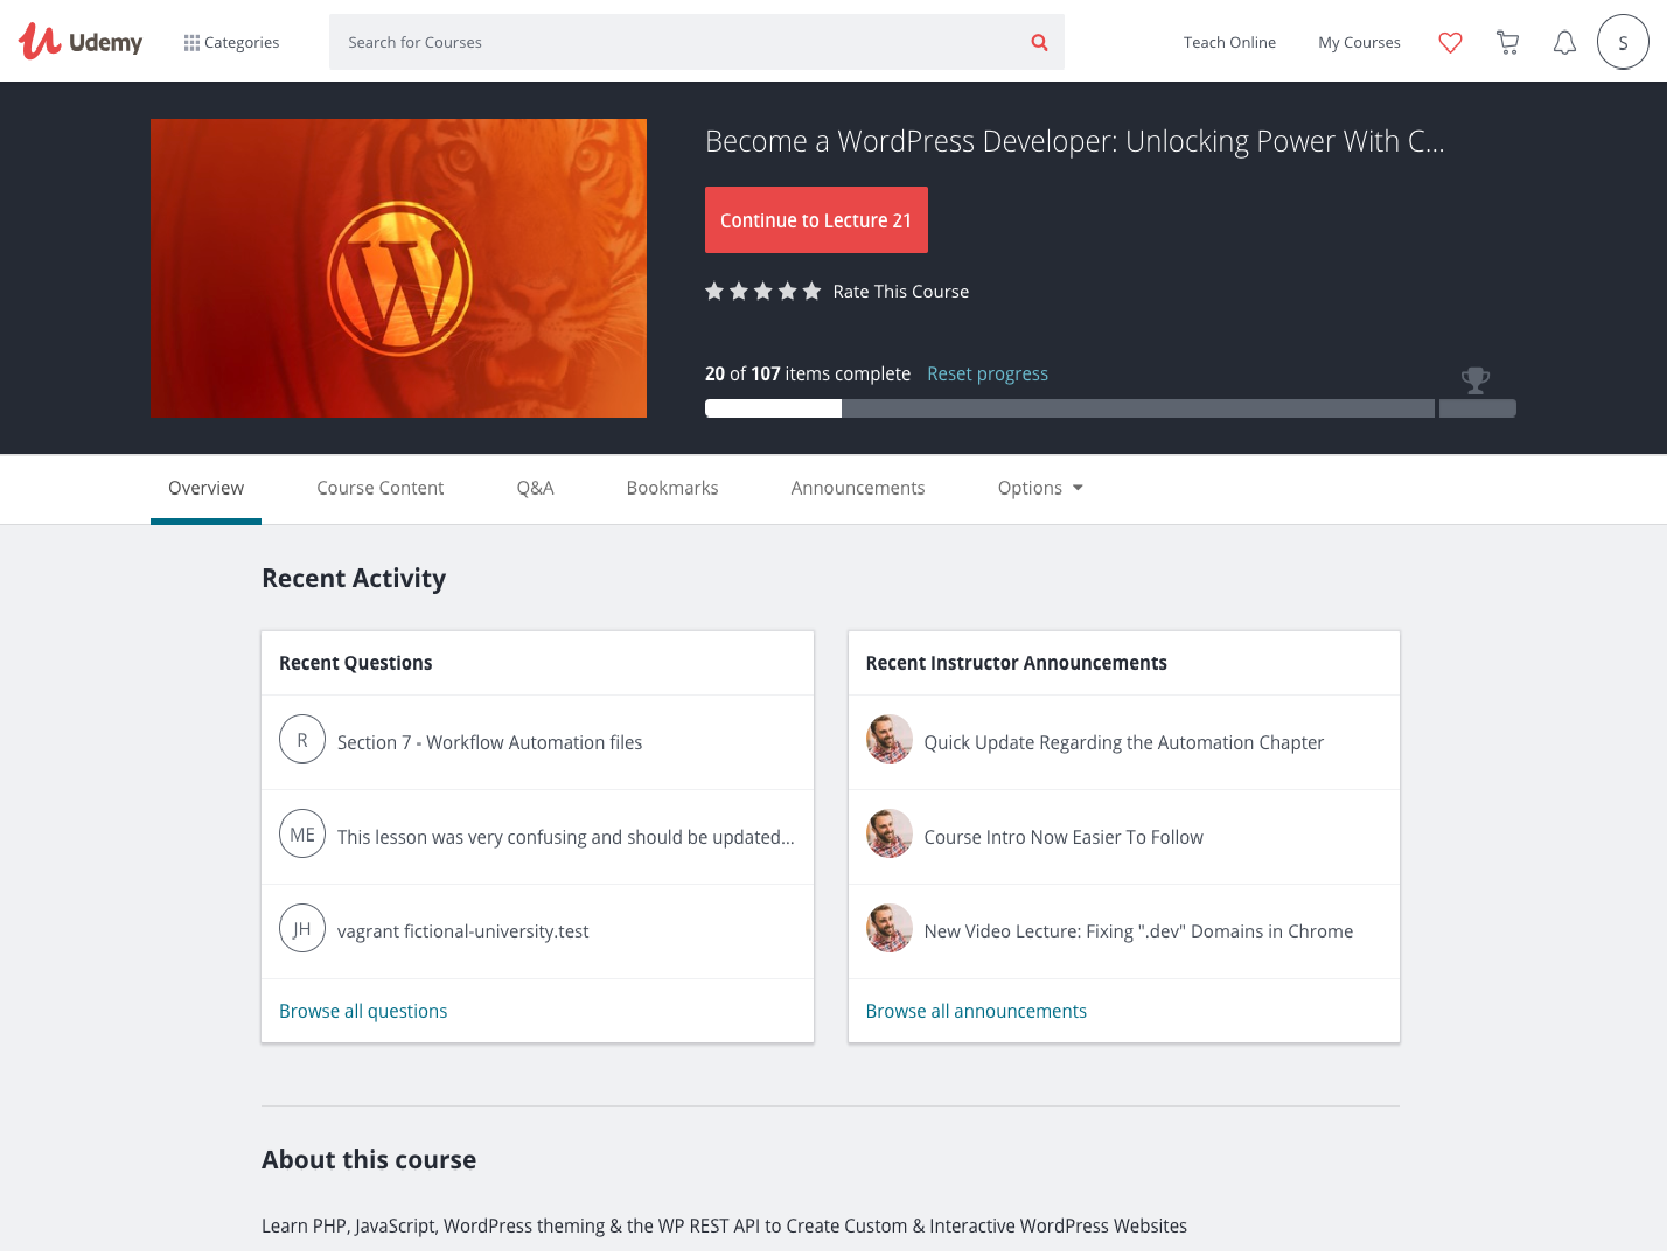 Udemy
Categories
Search for Courses
Teach Online
My Courses
S
Become a WordPress Developer: Unlocking Power With C...
Continue to Lecture 21
Rate This Course
20 of 107 items complete Reset progress
Overview
Course Content
Q&A
Bookmarks
Announcements
Options
Recent Activity
Recent Questions
R
Section 7 - Workflow Automation files
ME
This lesson was very confusing and should be updated...
JH
vagrant fictional-university.test
Browse all questions
Recent Instructor Announcements
Quick Update Regarding the Automation Chapter
Course Intro Now Easier To Follow
New Video Lecture: Fixing ".dev" Domains in Chrome
Browse all announcements
About this course
Learn PHP, JavaScript, WordPress theming & the WP REST API to Create Custom & Interactive WordPress Websites